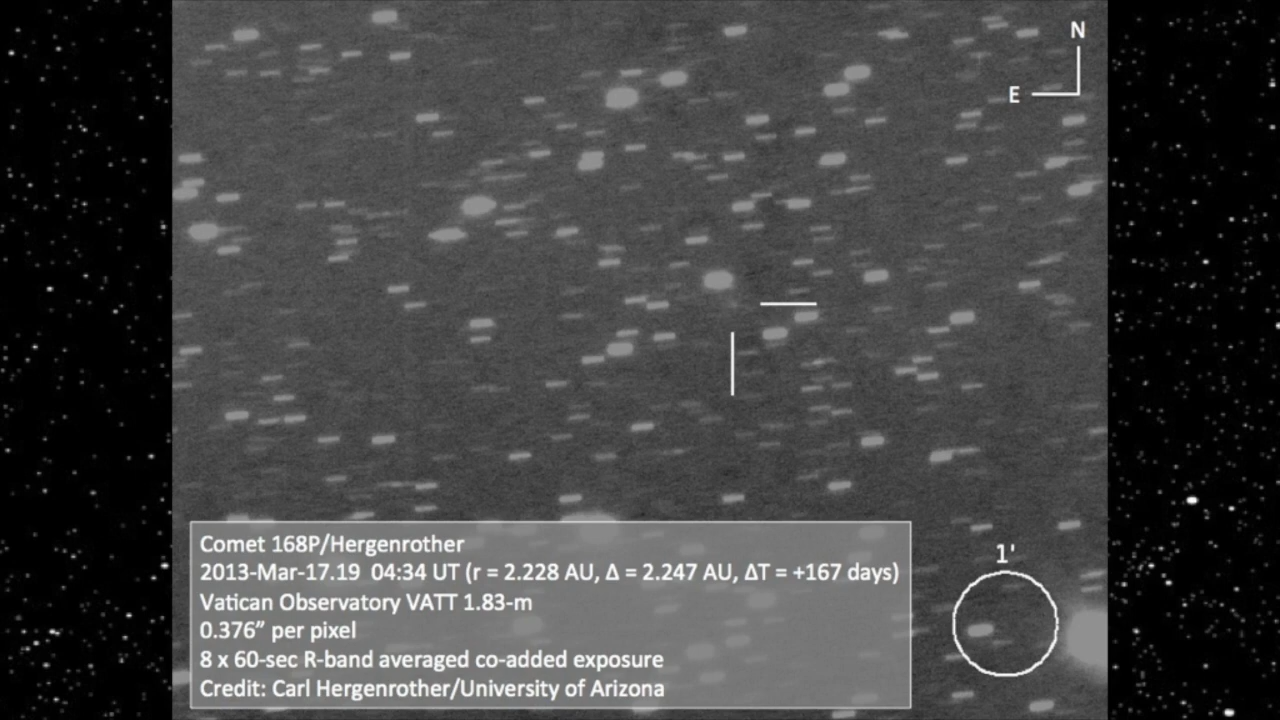 N
E
Comet 168P/Hergenrother
2013-Mar-17.19 04:34 UT (r = 2.228 AU, Δ = 2.247 AU, ΔT = +167 days)
Vatican Observatory VATT 1.83-m
0.376” per pixel
8 x 60-sec R-band averaged co-added exposure
Credit: Carl Hergenrother/University of Arizona
1'